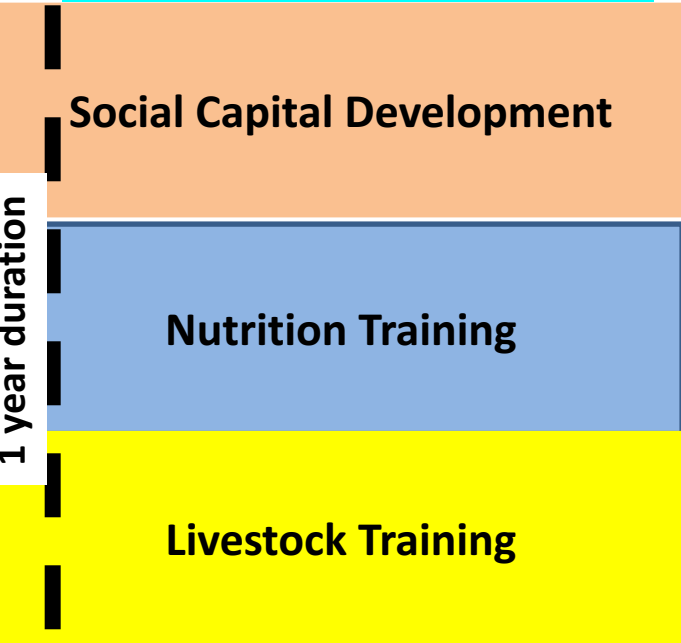 Social Capital Development
1 year duration
Nutrition Training
Livestock Training